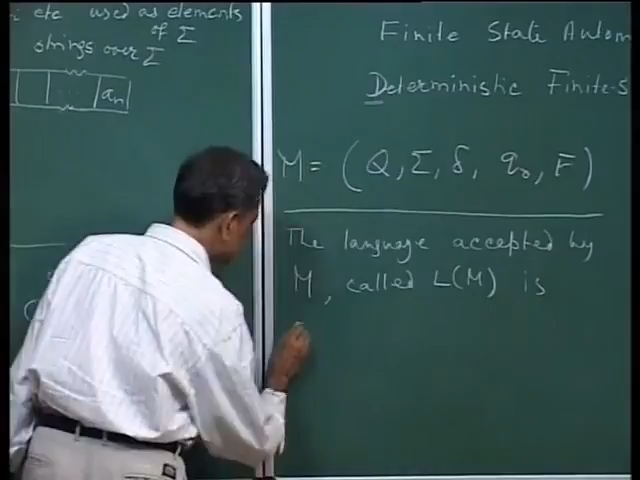 etc used as elements
of Σ
strings over Σ
an
Finite State Autom
Deterministic Finite-S
M = (Q, Σ, δ, q0, F)
The language accepted by
M, called L(M) is